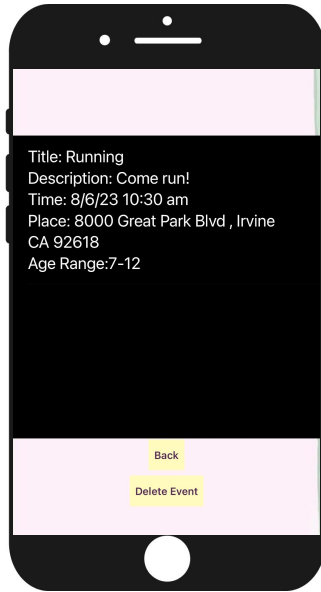 Title: Running
Description: Come run!
Time: 8/6/23 10:30 am
Place: 8000 Great Park Blvd , Irvine
CA 92618
Age Range:7-12
Back
Delete Event